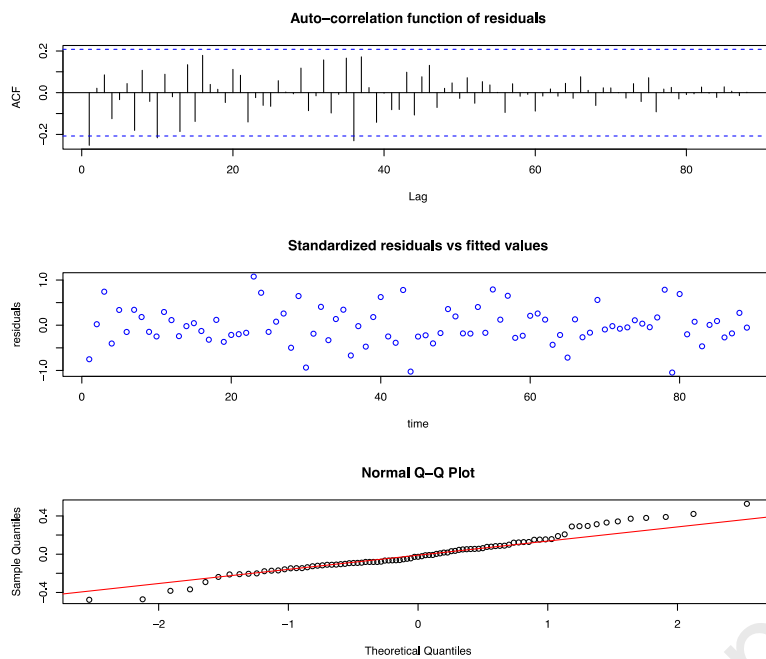 Auto−correlation function of residuals
0.2
0.0
−0.2
ACF
0 20 40 60 80
Lag
Standardized residuals vs fitted values
1.0
0.0
−1.0
residuals
0 20 40 60 80
time
Normal Q−Q Plot
0.4
0.0
−0.4
Sample Quantiles
−2 −1 0 1 2
Theoretical Quantiles